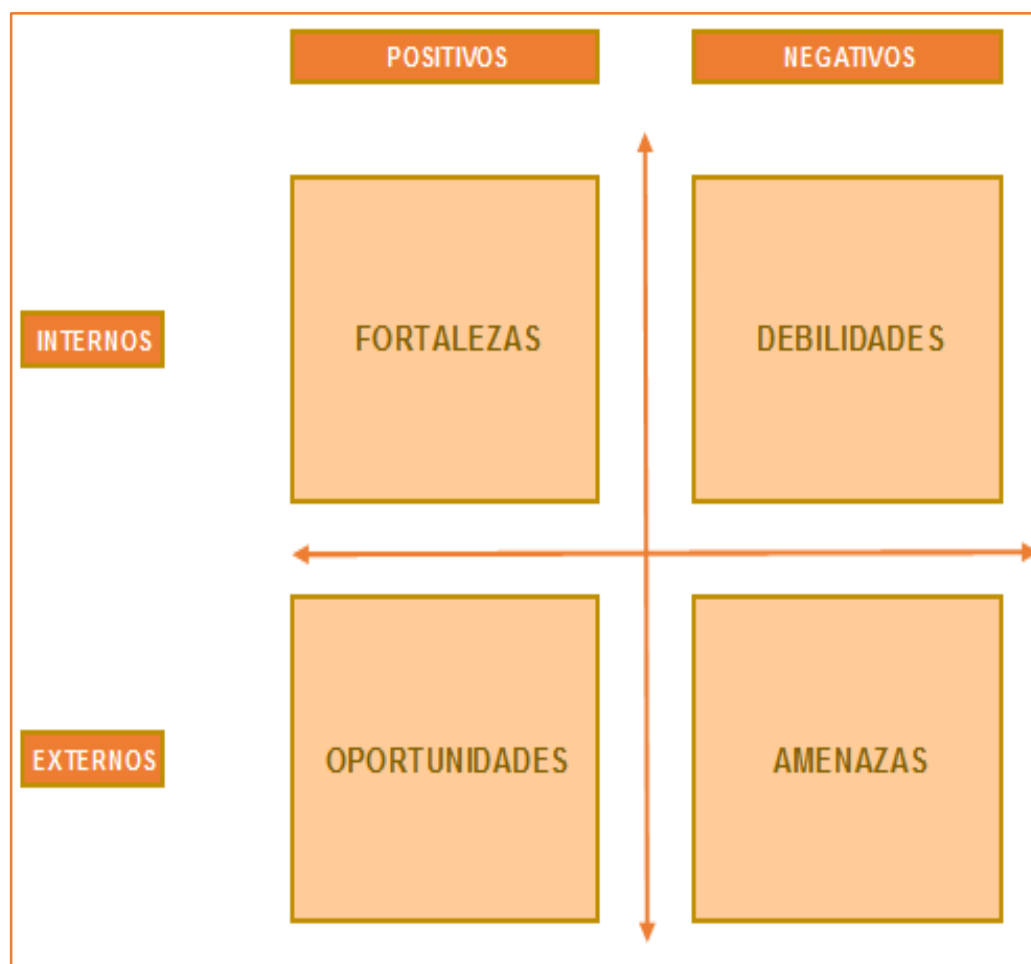 POSITIVOS
NEGATIVOS
INTERNOS
FORTALEZAS
DEBILIDADES
EXTERNOS
OPORTUNIDADES
AMENAZAS